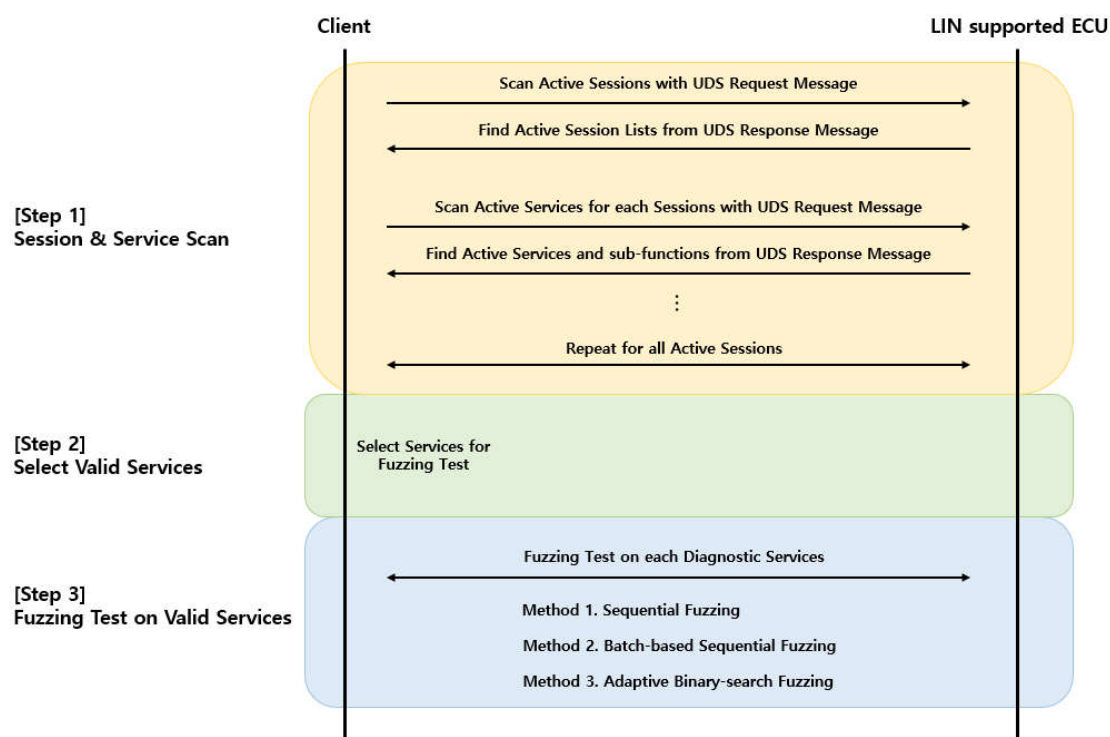 Client
LIN supported ECU
Scan Active Sessions with UDS Request Message
Find Active Session Lists from UDS Response Message
[Step 1]
Session & Service Scan
Scan Active Services for each Sessions with UDS Request Message
Find Active Services and sub-functions from UDS Response Message
⋮
Repeat for all Active Sessions
[Step 2]
Select Valid Services
Select Services for
Fuzzing Test
[Step 3]
Fuzzing Test on Valid Services
Fuzzing Test on each Diagnostic Services
Method 1. Sequential Fuzzing
Method 2. Batch-based Sequential Fuzzing
Method 3. Adaptive Binary-search Fuzzing